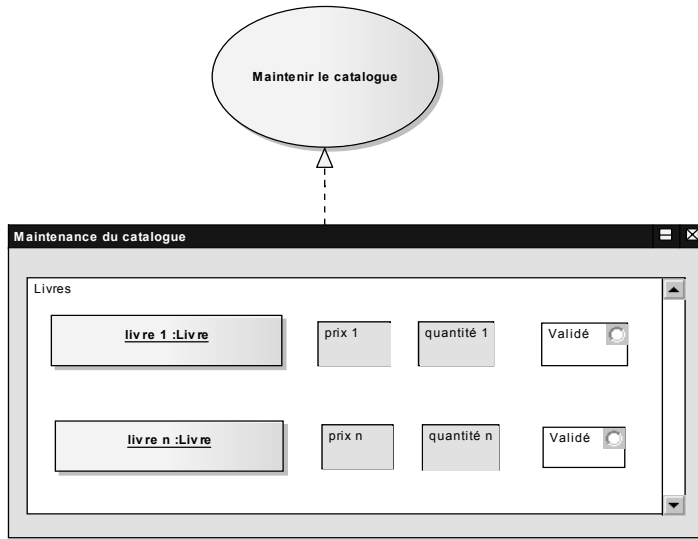 Maintenir le catalogue
Maintenance du catalogue
Livres
livre 1 :Livre
prix 1
quantité 1
Validé
livre n :Livre
prix n
quantité n
Validé